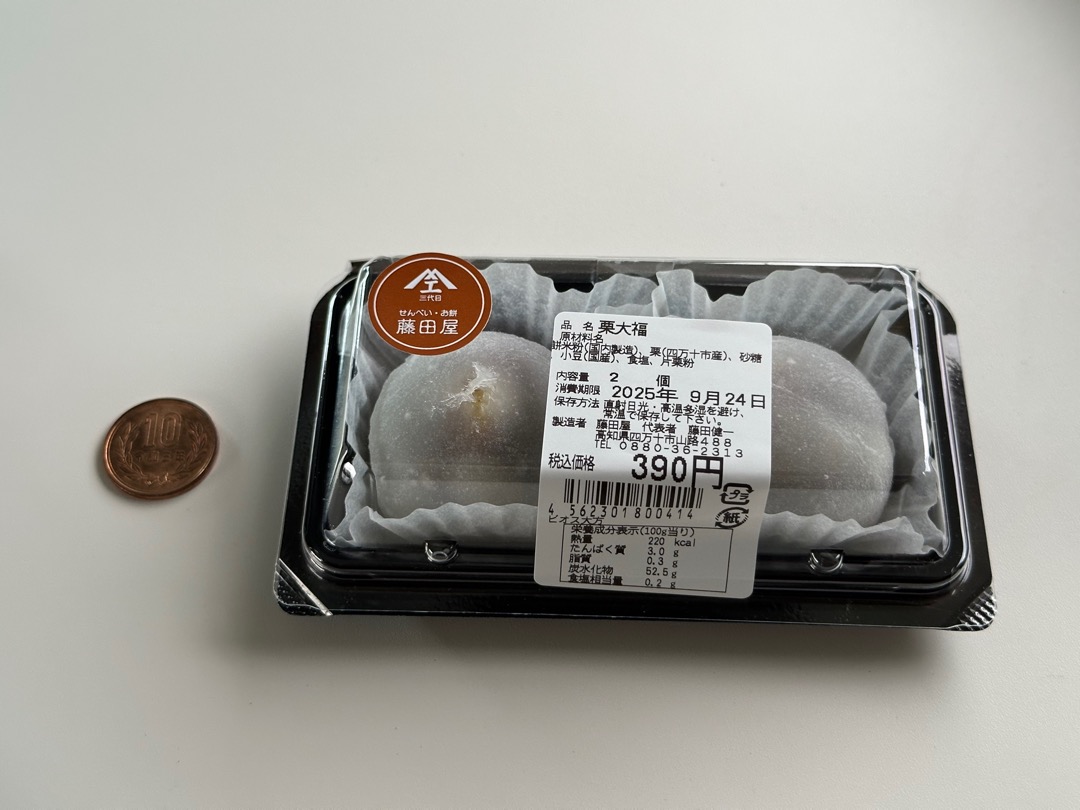 三代目
せんべい・お餅
藤田屋
品 名 栗大福
原材料名
餅米粉(国内製造)、栗(四万十市産)、砂糖
小豆(国産)、食塩、片栗粉
内容量 2 個
消費期限 2025年 9月24日
保存方法 直射日光・高温多湿を避け、
常温で保存して下さい。
製造者 藤田屋 代表者 藤田健一
高知県四万十市山路488
TEL 0880-36-2313
税込価格 390円
プラ
紙
4 562301 800414
ビオス大方
栄養成分表示(100g当り)
熱量 220 kcal
たんぱく質 3.0 g
脂質 0.3 g
炭水化物 52.5 g
食塩相当量 0.2 g
10